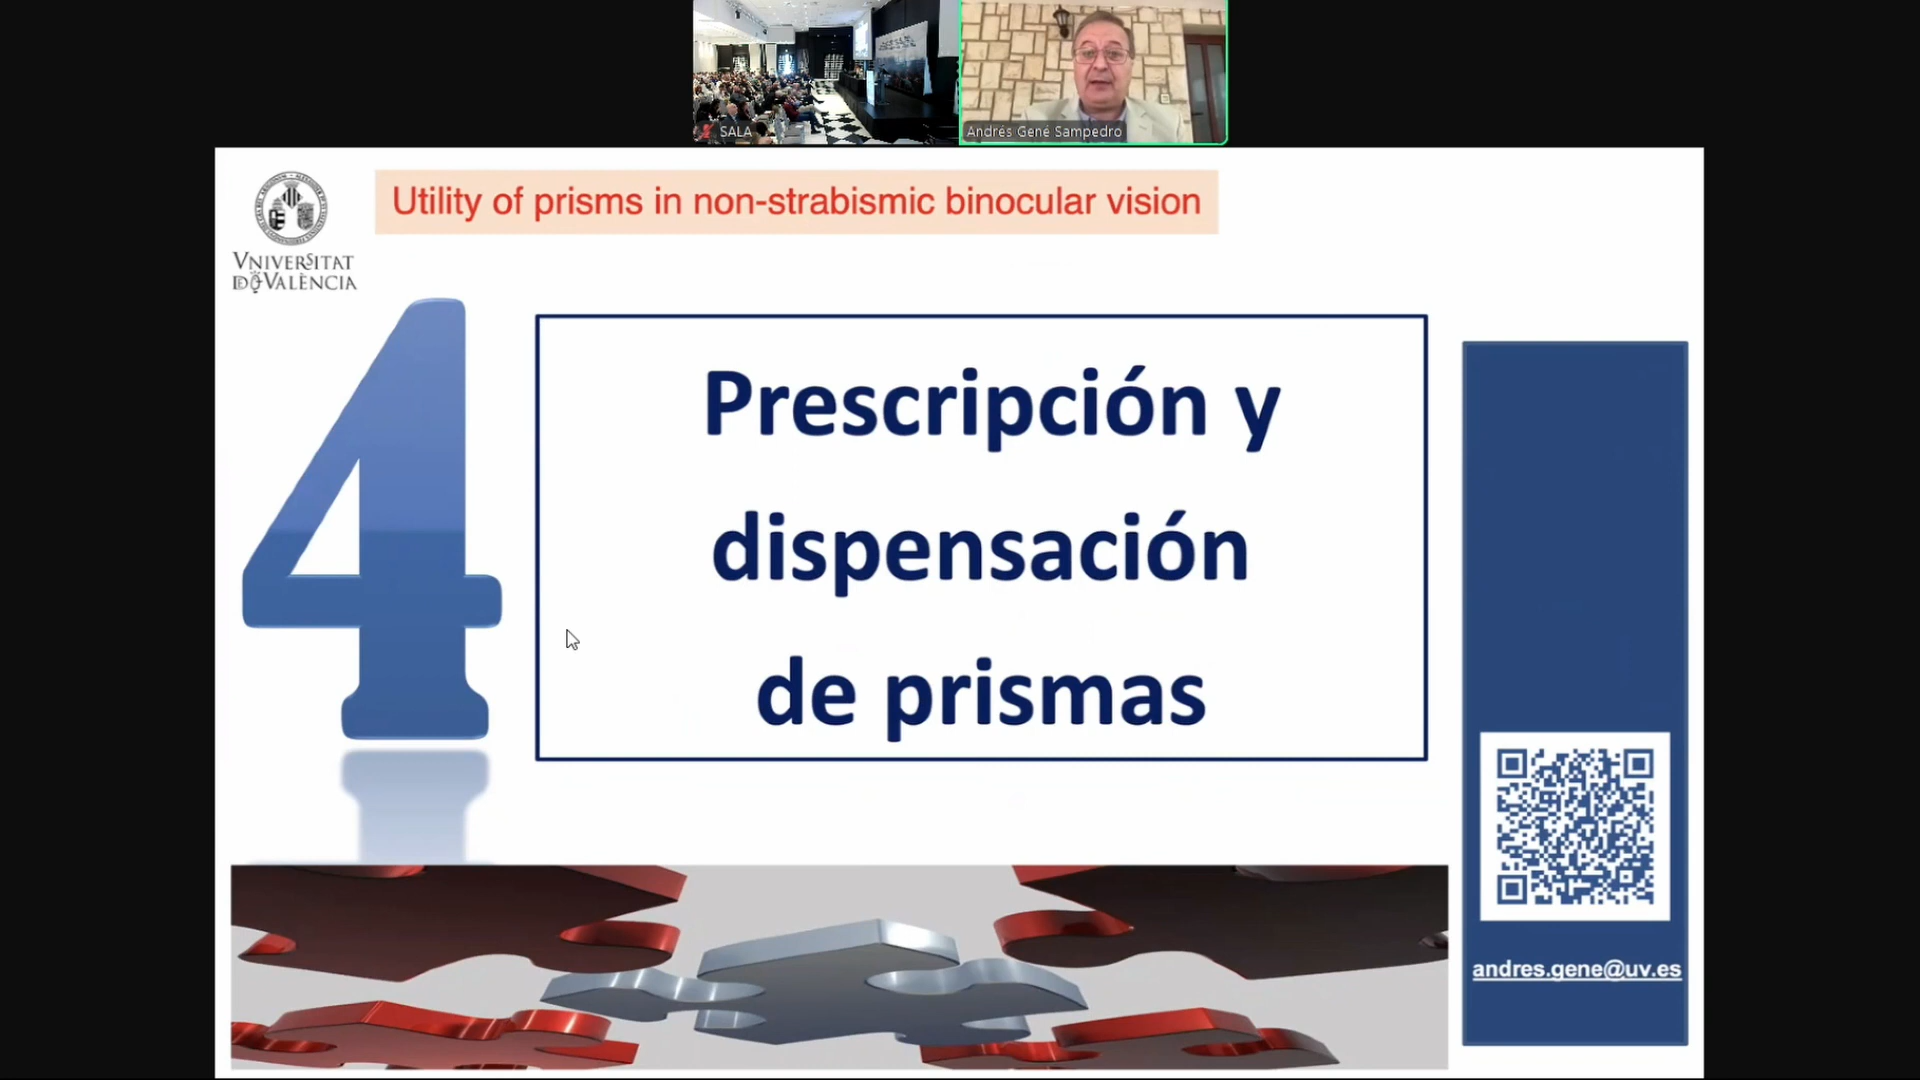 SALA
Andrés Gené Sampedro
Utility of prisms in non-strabismic binocular vision
VNIVERSITAT
DE VALÈNCIA
4
Prescripción y
dispensación
de prismas
andres.gene@uv.es